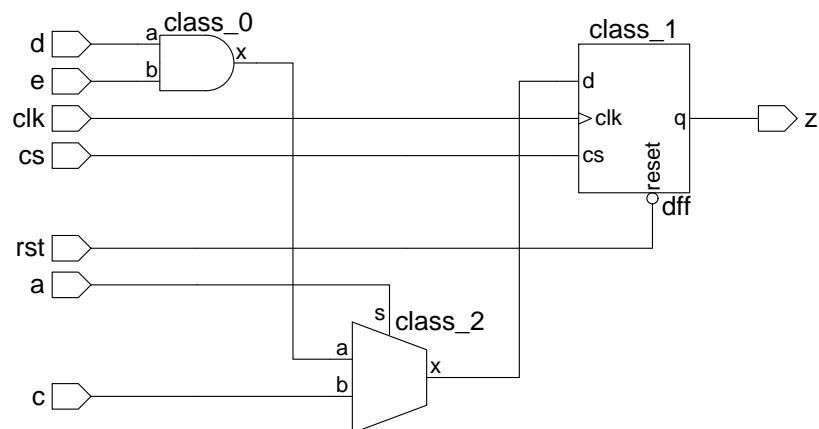 class_0
class_1
d
a
x
e
b
d
clk
clk
q
z
cs
cs
reset
dff
rst
a
s
class_2
a
x
b
c